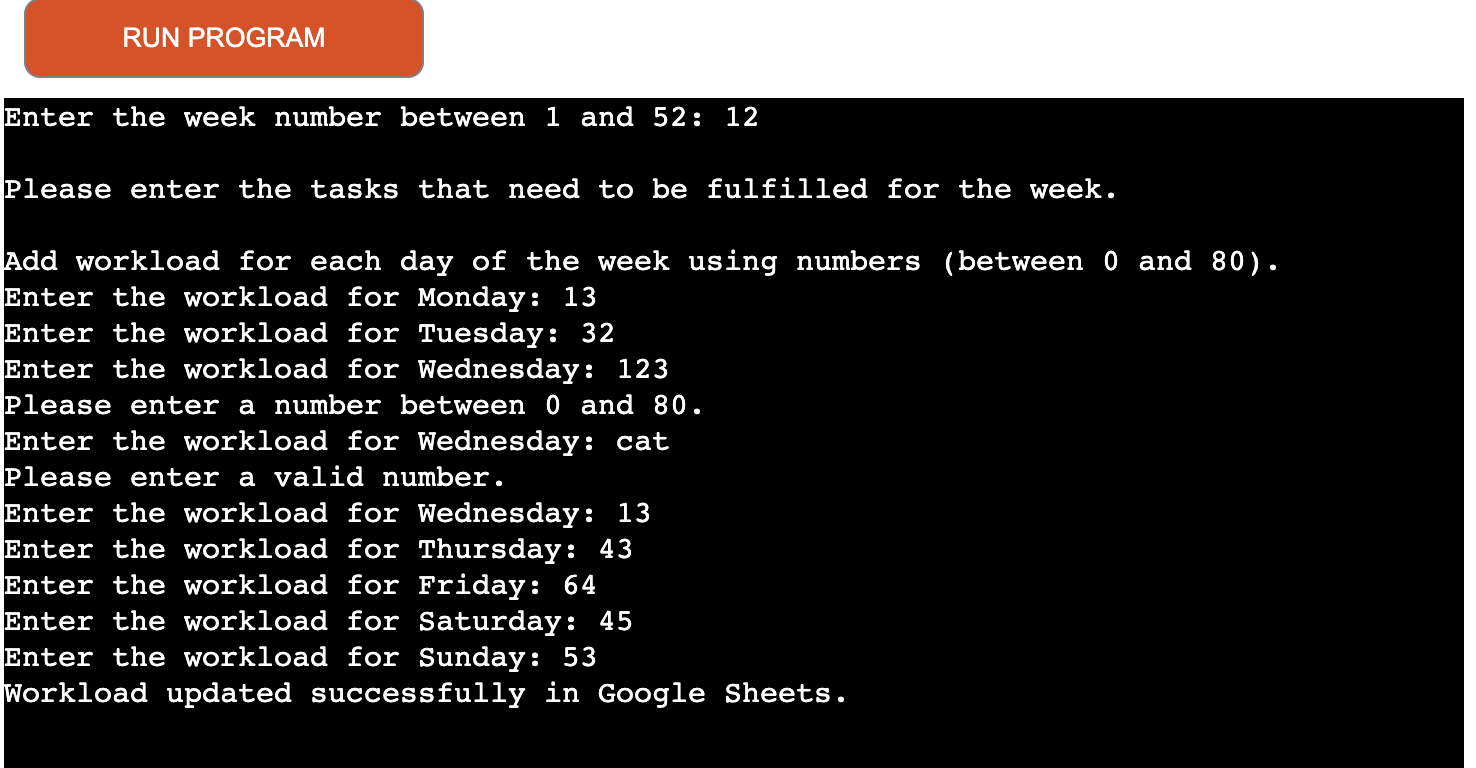 RUN PROGRAM
Enter the week number between 1 and 52: 12
Please enter the tasks that need to be fulfilled for the week.
Add workload for each day of the week using numbers (between 0 and 80).
Enter the workload for Monday: 13
Enter the workload for Tuesday: 32
Enter the workload for Wednesday: 123
Please enter a number between 0 and 80.
Enter the workload for Wednesday: cat
Please enter a valid number.
Enter the workload for Wednesday: 13
Enter the workload for Thursday: 43
Enter the workload for Friday: 64
Enter the workload for Saturday: 45
Enter the workload for Sunday: 53
Workload updated successfully in Google Sheets.